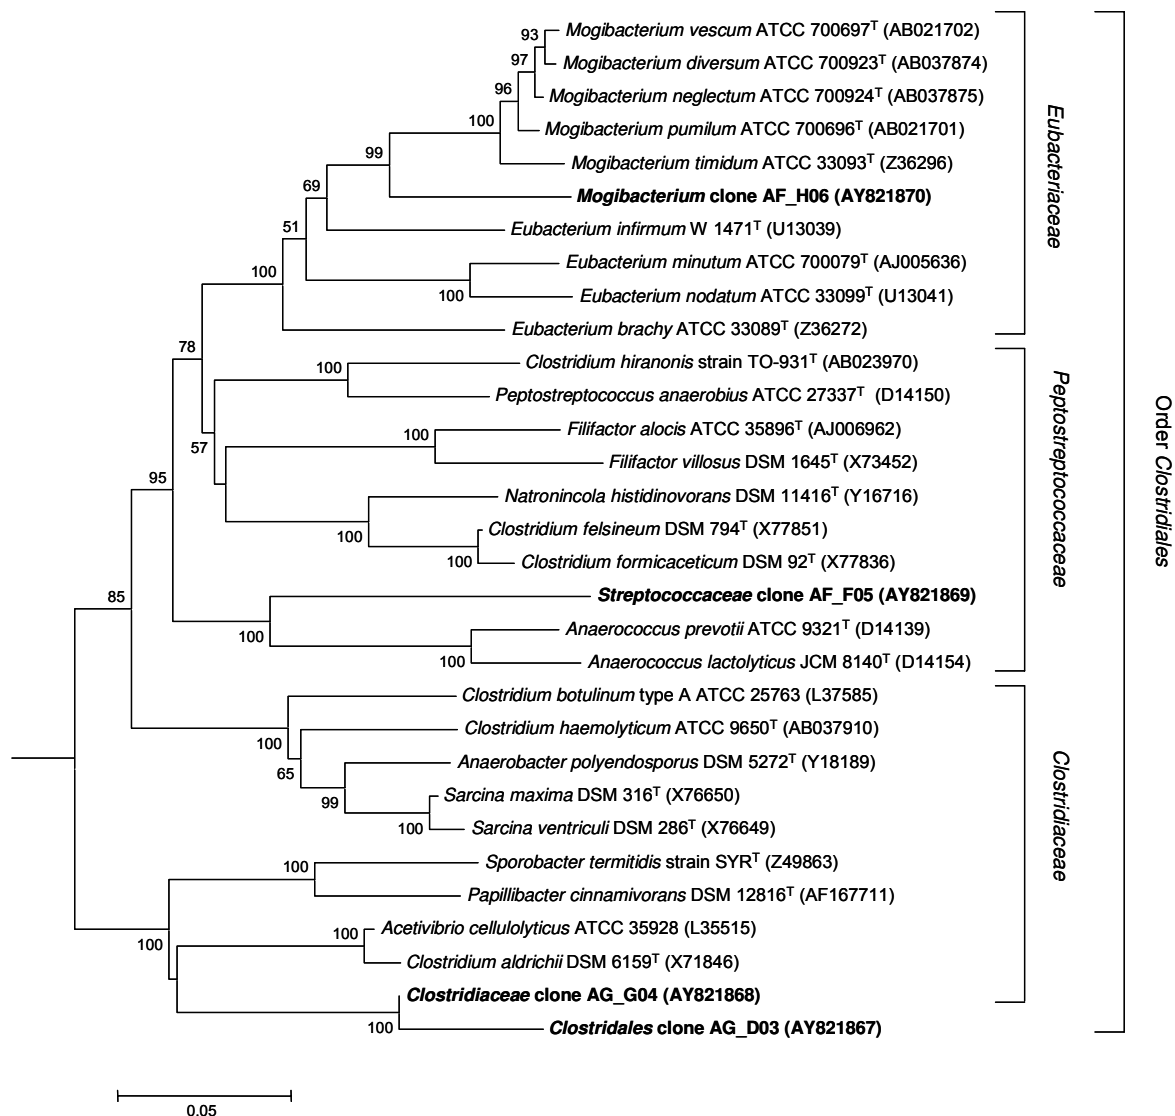 93
Mogibacterium vescum ATCC 700697T (AB021702)
97
Mogibacterium diversum ATCC 700923T (AB037874)
96
Mogibacterium neglectum ATCC 700924T (AB037875)
100
Mogibacterium pumilum ATCC 700696T (AB021701)
99
Mogibacterium timidum ATCC 33093T (Z36296)
69
Mogibacterium clone AF_H06 (AY821870)
51
Eubacterium infirmum W 1471T (U13039)
100
Eubacterium minutum ATCC 700079T (AJ005636)
100
Eubacterium nodatum ATCC 33099T (U13041)
Eubacterium brachy ATCC 33089T (Z36272)
Eubacteriaceae
78
100
Clostridium hiranonis strain TO-931T (AB023970)
Peptostreptococcus anaerobius ATCC 27337T (D14150)
57
100
Filifactor alocis ATCC 35896T (AJ006962)
Filifactor villosus DSM 1645T (X73452)
95
Natronincola histidinovorans DSM 11416T (Y16716)
100
Clostridium felsineum DSM 794T (X77851)
100
Clostridium formicaceticum DSM 92T (X77836)
85
Streptococcaceae clone AF_F05 (AY821869)
100
Anaerococcus prevotii ATCC 9321T (D14139)
100
Anaerococcus lactolyticus JCM 8140T (D14154)
Peptostreptococcaceae
Clostridium botulinum type A ATCC 25763 (L37585)
100
Clostridium haemolyticum ATCC 9650T (AB037910)
65
Anaerobacter polyendosporus DSM 5272T (Y18189)
99
Sarcina maxima DSM 316T (X76650)
100
Sarcina ventriculi DSM 286T (X76649)
100
Sporobacter termitidis strain SYRT (Z49863)
Papillibacter cinnamivorans DSM 12816T (AF167711)
100
100
Acetivibrio cellulolyticus ATCC 35928 (L35515)
Clostridium aldrichii DSM 6159T (X71846)
Clostridiaceae clone AG_G04 (AY821868)
100
Clostridales clone AG_D03 (AY821867)
Clostridiaceae
Order Clostridiales
0.05